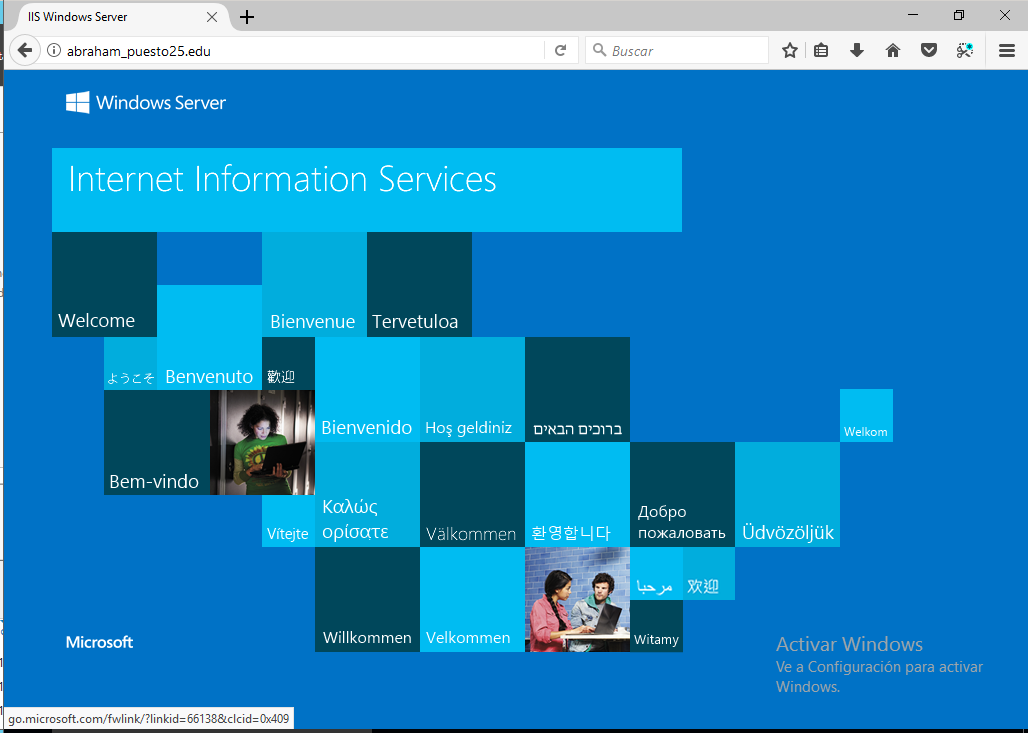 IIS Windows Server
abraham_puesto25.edu
Buscar
Windows Server
Internet Information Services
Welcome
Bienvenue
Tervetuloa
ようこそ
Benvenuto
歡迎
Bienvenido
Hoş geldiniz
ברוכים הבאים
Welkom
Bem-vindo
Vítejte
Καλώς
ορίσατε
Välkommen
환영합니다
Добро
пожаловать
Üdvözöljük
مرحبا
欢迎
Willkommen
Velkommen
Witamy
Microsoft
Activar Windows
Ve a Configuración para activar
Windows.
go.microsoft.com/fwlink/?linkid=66138&clcid=0x409